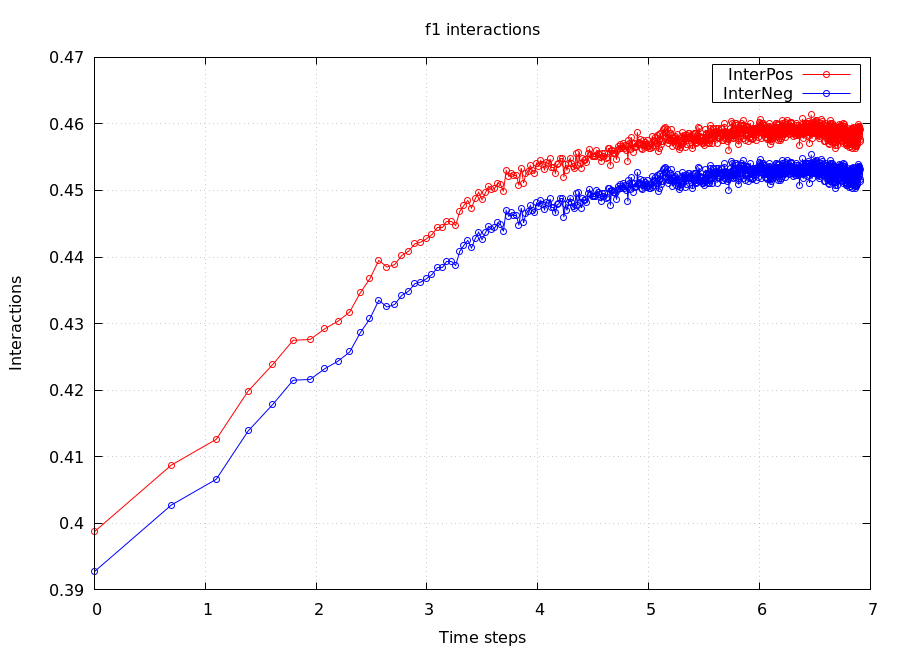 f1 interactions
InterPos
InterNeg
0.47
0.46
0.45
0.44
0.43
0.42
0.41
0.4
0.39
Interactions
0 1 2 3 4 5 6 7
Time steps